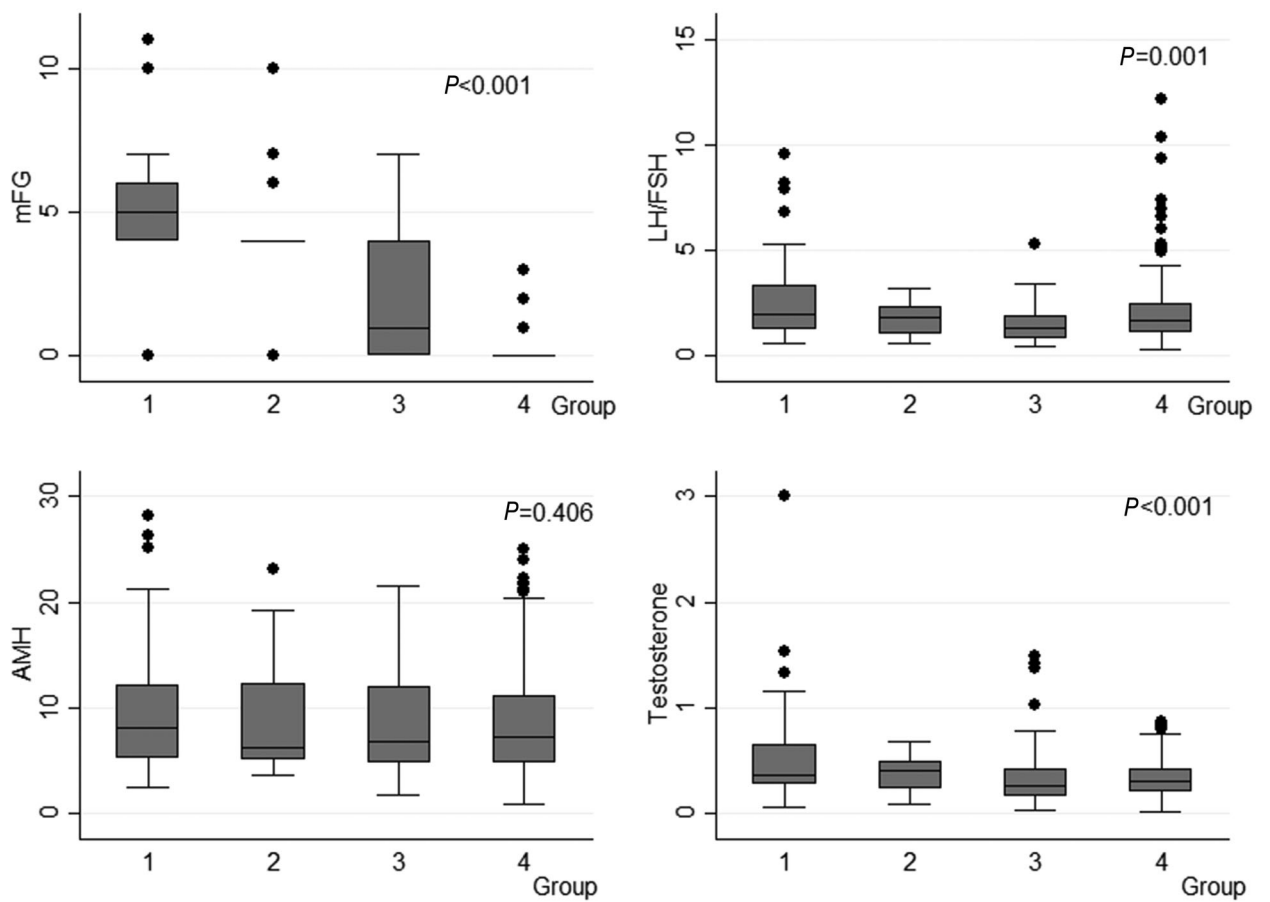 10
5
0
mFG
P<0.001
1 2 3 4 Group
15
10
5
0
LH/FSH
P=0.001
1 2 3 4 Group
30
20
10
0
AMH
P=0.406
1 2 3 4
Group
3
2
1
0
Testosterone
P<0.001
1 2 3 4
Group